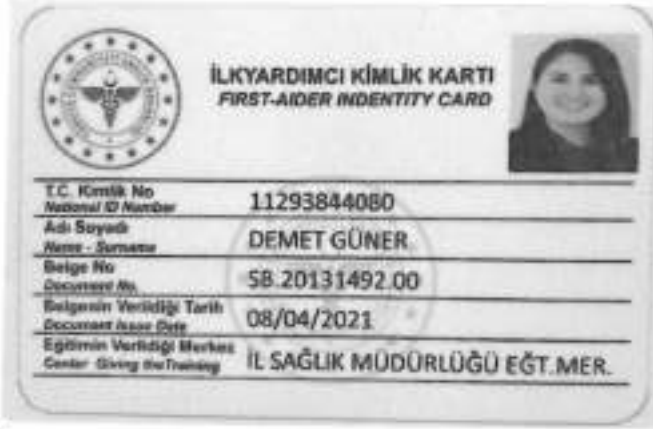 İLKYARDIMCI KİMLİK KARTI
FIRST-AIDER INDENTITY CARD
T.C. Kimlik No
National ID Number
11293844080
Adı Soyadı
Name - Surname
DEMET GÜNER
Belge No
Document No.
SB.20131492.00
Belgenin Verildiği Tarih
Document Issue Date
08/04/2021
Eğitimin Verildiği Merkez
Center Giving the Training
İL SAĞLIK MÜDÜRLÜĞÜ EĞT.MER.